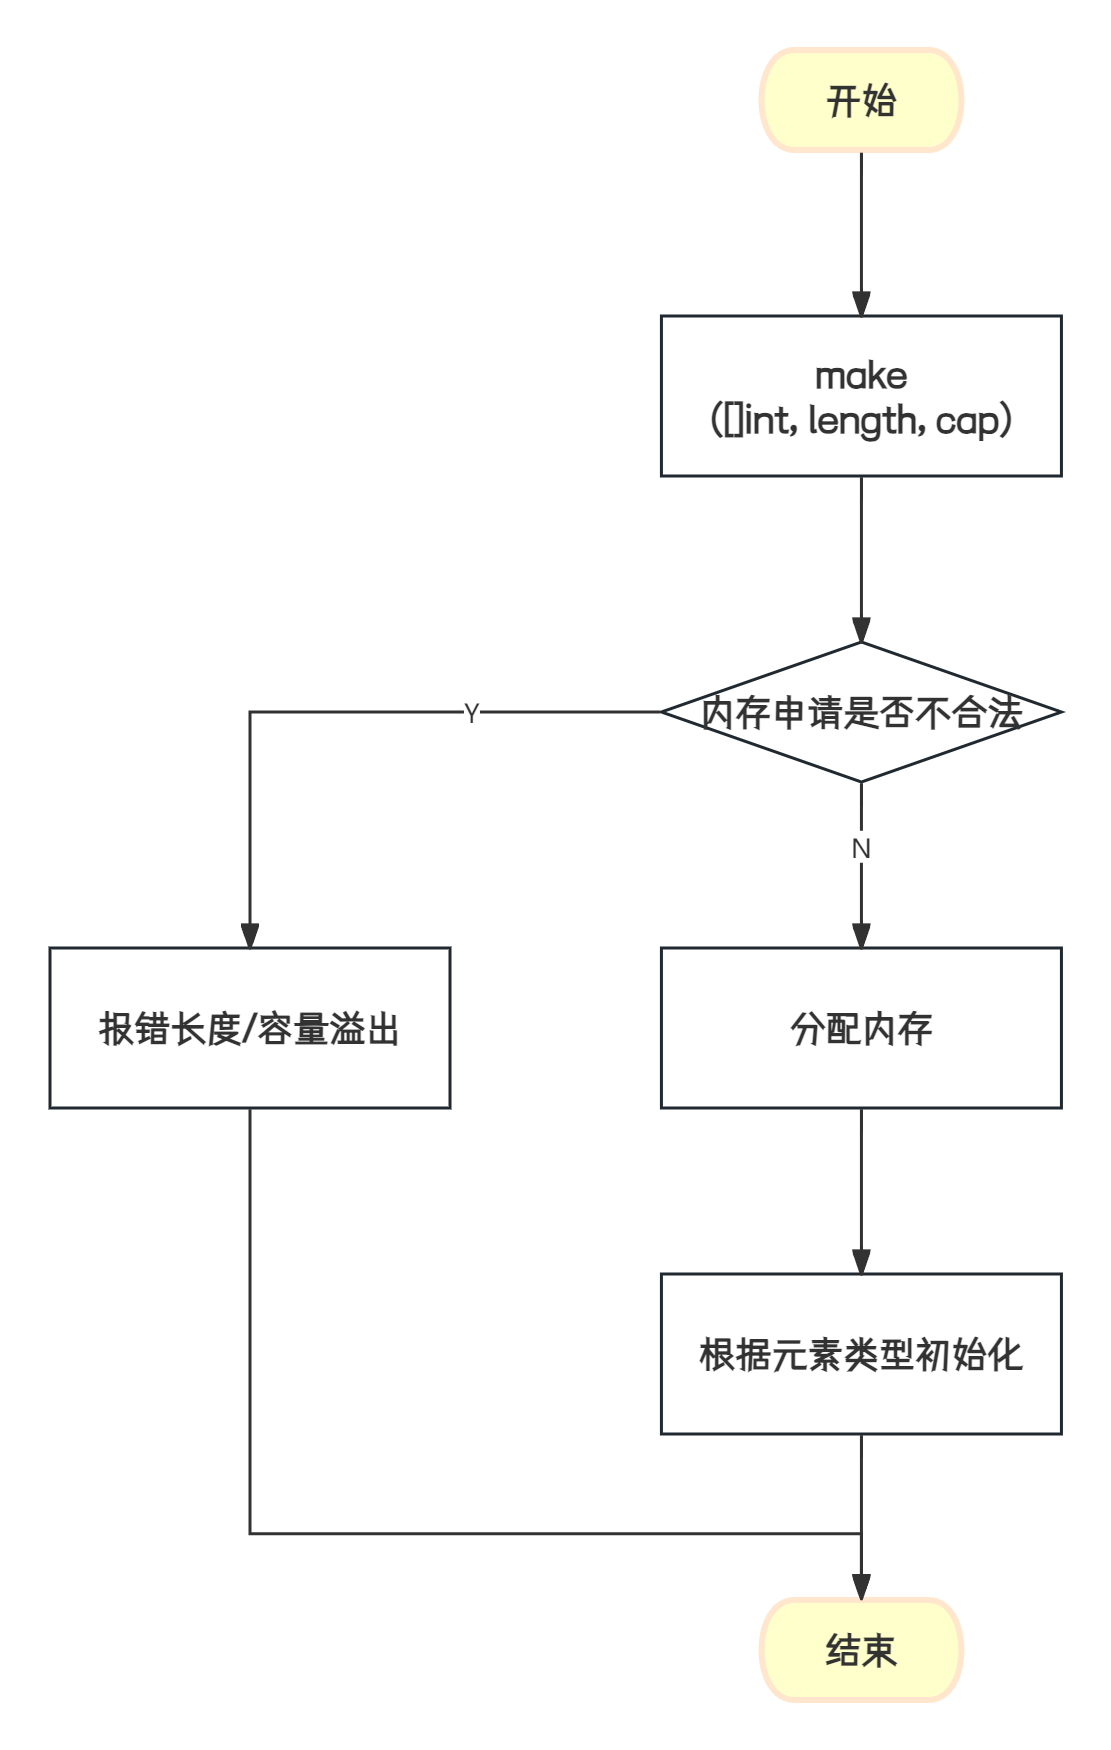 开始
make
([]int, length, cap)
内存申请是否不合法
Y
N
报错长度/容量溢出
分配内存
根据元素类型初始化
结束